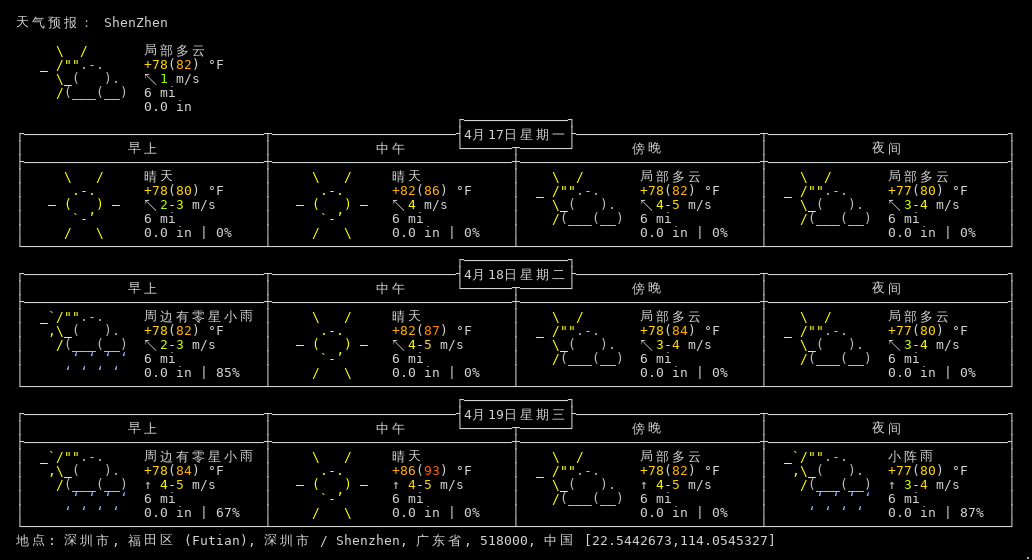 天气预报： ShenZhen
局部多云
+78(82) °F
↖1 m/s
6 mi
0.0 in
4月17日星期一
早上 中午 傍晚 夜间
晴天 晴天 局部多云 局部多云
+78(80) °F +82(86) °F +78(82) °F +77(80) °F
↖2-3 m/s ↖4 m/s ↖4-5 m/s ↖3-4 m/s
6 mi 6 mi 6 mi 6 mi
0.0 in | 0% 0.0 in | 0% 0.0 in | 0% 0.0 in | 0%
4月18日星期二
早上 中午 傍晚 夜间
周边有零星小雨 晴天 局部多云 局部多云
+78(82) °F +82(87) °F +78(84) °F +77(80) °F
↖2-3 m/s ↖4-5 m/s ↖3-4 m/s ↖3-4 m/s
6 mi 6 mi 6 mi 6 mi
0.0 in | 85% 0.0 in | 0% 0.0 in | 0% 0.0 in | 0%
4月19日星期三
早上 中午 傍晚 夜间
周边有零星小雨 晴天 局部多云 小阵雨
+78(84) °F +86(93) °F +78(82) °F +77(80) °F
↑ 4-5 m/s ↑ 4-5 m/s ↑ 4-5 m/s ↑ 3-4 m/s
6 mi 6 mi 6 mi 6 mi
0.0 in | 67% 0.0 in | 0% 0.0 in | 0% 0.0 in | 87%
地点: 深圳市, 福田区 (Futian), 深圳市 / Shenzhen, 广东省, 518000, 中国 [22.5442673,114.0545327]